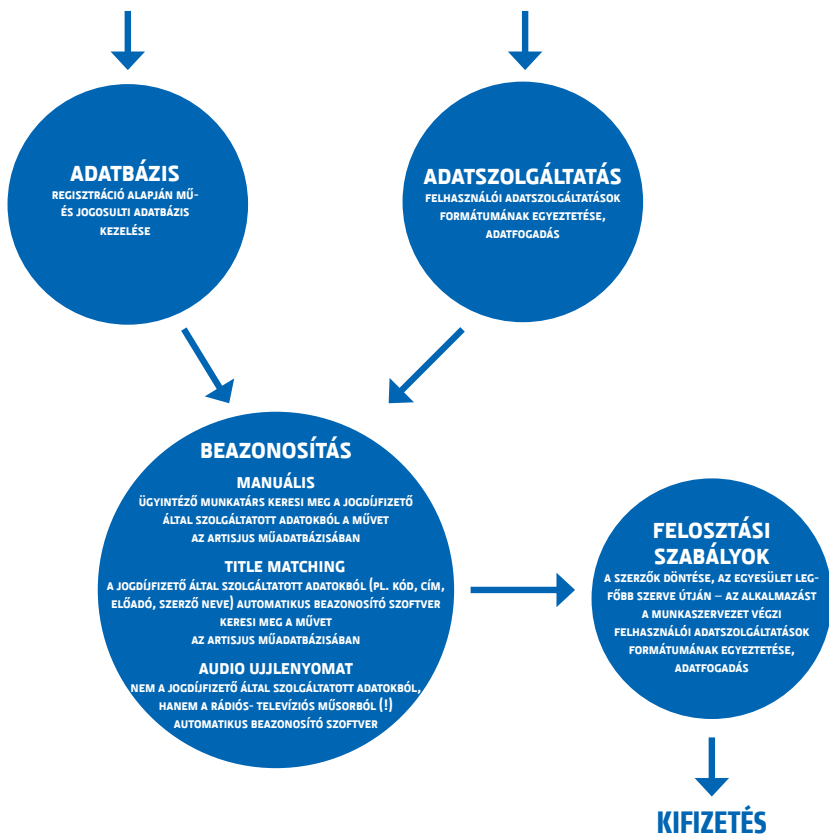 ADATBÁZIS
REGISZTRÁCIÓ ALAPJÁN MŰ-
ÉS JOGOSULTI ADATBÁZIS
KEZELÉSE
ADATSZOLGÁLTATÁS
FELHASZNÁLÓI ADATSZOLGÁLTATÁSOK
FORMÁTUMÁNAK EGYEZTETÉSE,
ADATFOGADÁS
BEAZONOSÍTÁS
MANUÁLIS
ÜGYINTÉZŐ MUNKATÁRS KERESI MEG A JOGDÍJFIZETŐ
ÁLTAL SZOLGÁLTATOTT ADATOKBÓL A MŰVET
AZ ARTISJUS MŰADATBÁZISÁBAN
TITLE MATCHING
A JOGDÍJFIZETŐ ÁLTAL SZOLGÁLTATOTT ADATOKBÓL (PL. KÓD, CÍM,
ELŐADÓ, SZERZŐ NEVE) AUTOMATIKUS BEAZONOSÍTÓ SZOFTVER
KERESI MEG A MŰVET
AZ ARTISJUS MŰADATBÁZISÁBAN
AUDIO UJJLENYOMAT
NEM A JOGDÍJFIZETŐ ÁLTAL SZOLGÁLTATOTT ADATOKBÓL,
HANEM A RÁDIÓS- TELEVÍZIÓS MŰSORBÓL (!)
AUTOMATIKUS BEAZONOSÍTÓ SZOFTVER
FELOSZTÁSI
SZABÁLYOK
A SZERZŐK DÖNTÉSE, AZ EGYESÜLET LEG-
FŐBB SZERVE ÚTJÁN – AZ ALKALMAZÁST
A MUNKASZERVEZET VÉGZI
FELHASZNÁLÓI ADATSZOLGÁLTATÁSOK
FORMÁTUMÁNAK EGYEZTETÉSE,
ADATFOGADÁS
KIFIZETÉS